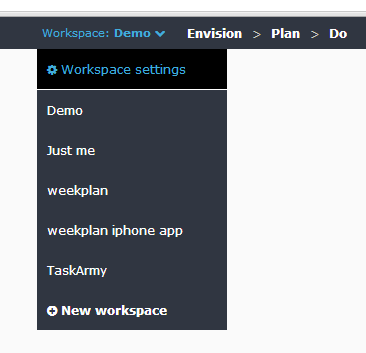 Workspace: Demo Envision > Plan > Do
Workspace settings
Demo
Just me
weekplan
weekplan iphone app
TaskArmy
New workspace